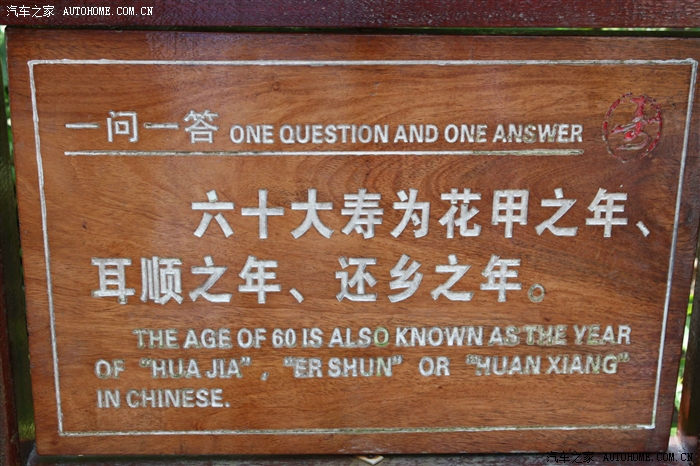 汽车之家 AUTOHOME.COM.CN
一问一答 ONE QUESTION AND ONE ANSWER
六十大寿为花甲之年、
耳顺之年、还乡之年。
THE AGE OF 60 IS ALSO KNOWN AS THE YEAR
OF "HUA JIA", "ER SHUN" OR "HUAN XIANG"
IN CHINESE.
汽车之家 AUTOHOME.COM.CN